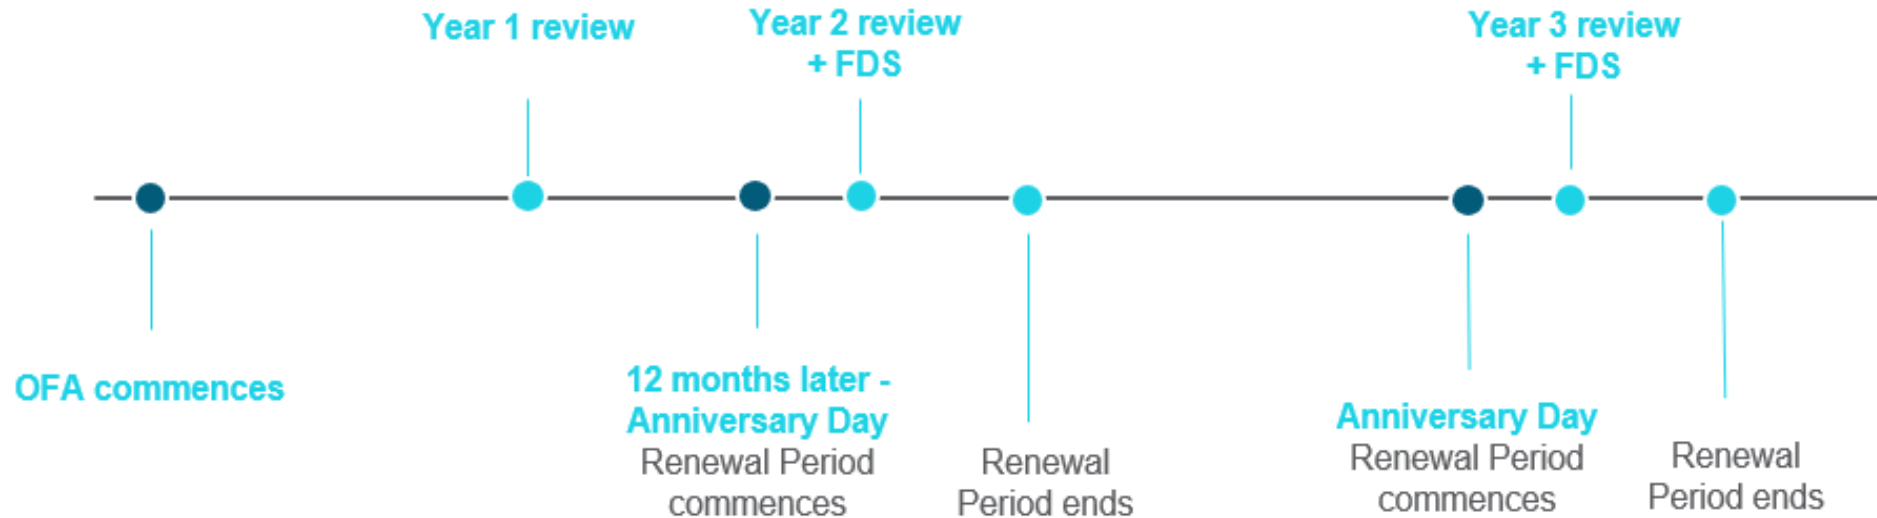 Year 1 review
Year 2 review
+ FDS
Year 3 review
+ FDS
OFA commences
12 months later -
Anniversary Day
Renewal Period
commences
Renewal
Period ends
Anniversary Day
Renewal Period
commences
Renewal
Period ends